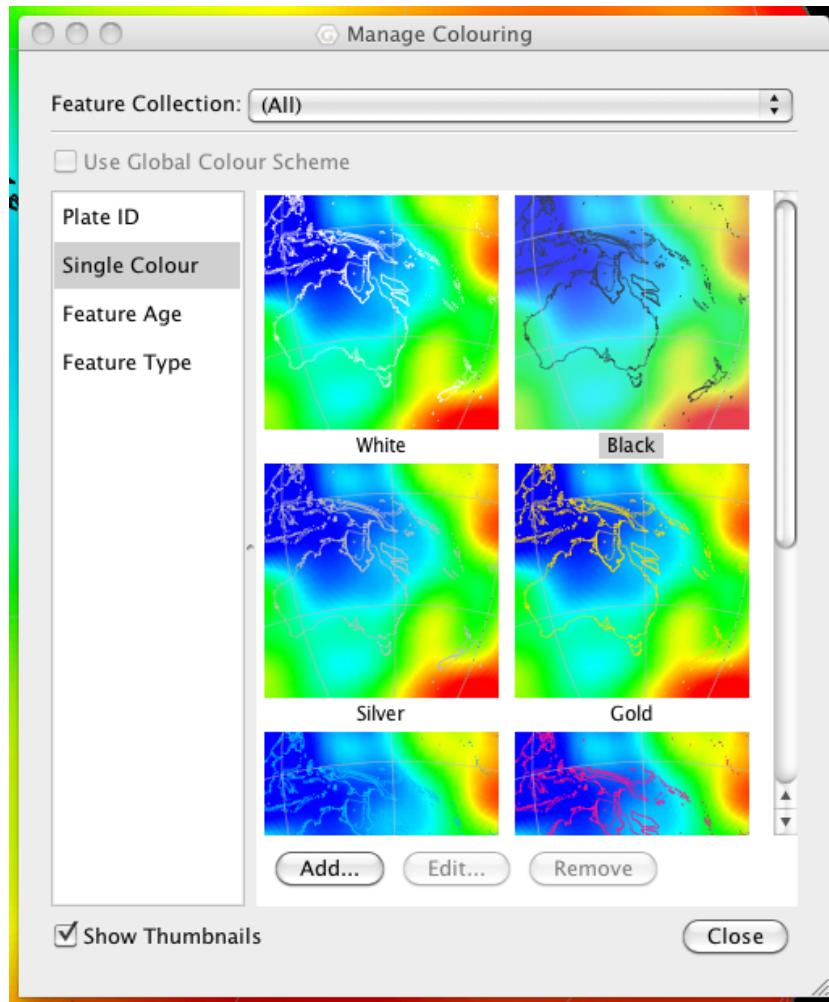 Manage Colouring
Feature Collection: (All)
Use Global Colour Scheme
Plate ID
Single Colour
Feature Age
Feature Type
White Black
Silver Gold
Add... Edit... Remove
Show Thumbnails Close